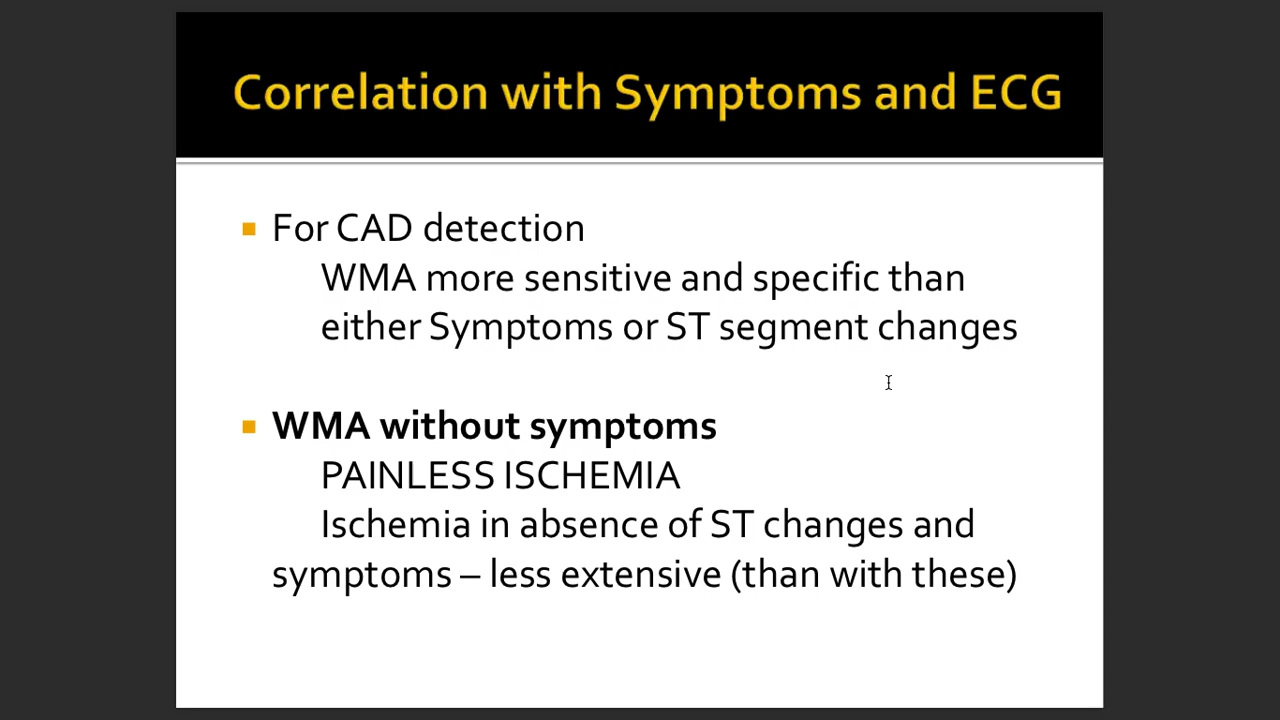 Correlation with Symptoms and ECG
For CAD detection
WMA more sensitive and specific than
either Symptoms or ST segment changes
WMA without symptoms
PAINLESS ISCHEMIA
Ischemia in absence of ST changes and
symptoms – less extensive (than with these)